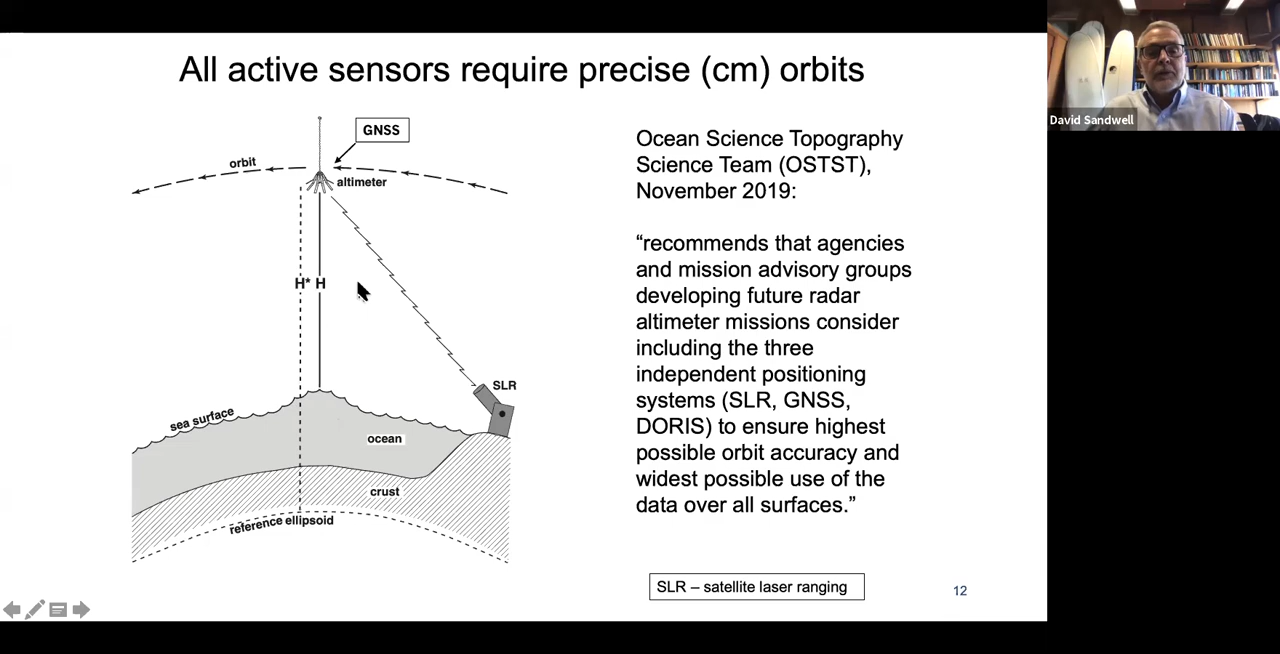 All active sensors require precise (cm) orbits
GNSS
orbit
altimeter
H* H
SLR
sea surface
ocean
crust
reference ellipsoid
Ocean Science Topography
Science Team (OSTST),
November 2019:
“recommends that agencies
and mission advisory groups
developing future radar
altimeter missions consider
including the three
independent positioning
systems (SLR, GNSS,
DORIS) to ensure highest
possible orbit accuracy and
widest possible use of the
data over all surfaces.”
SLR – satellite laser ranging
12
David Sandwell